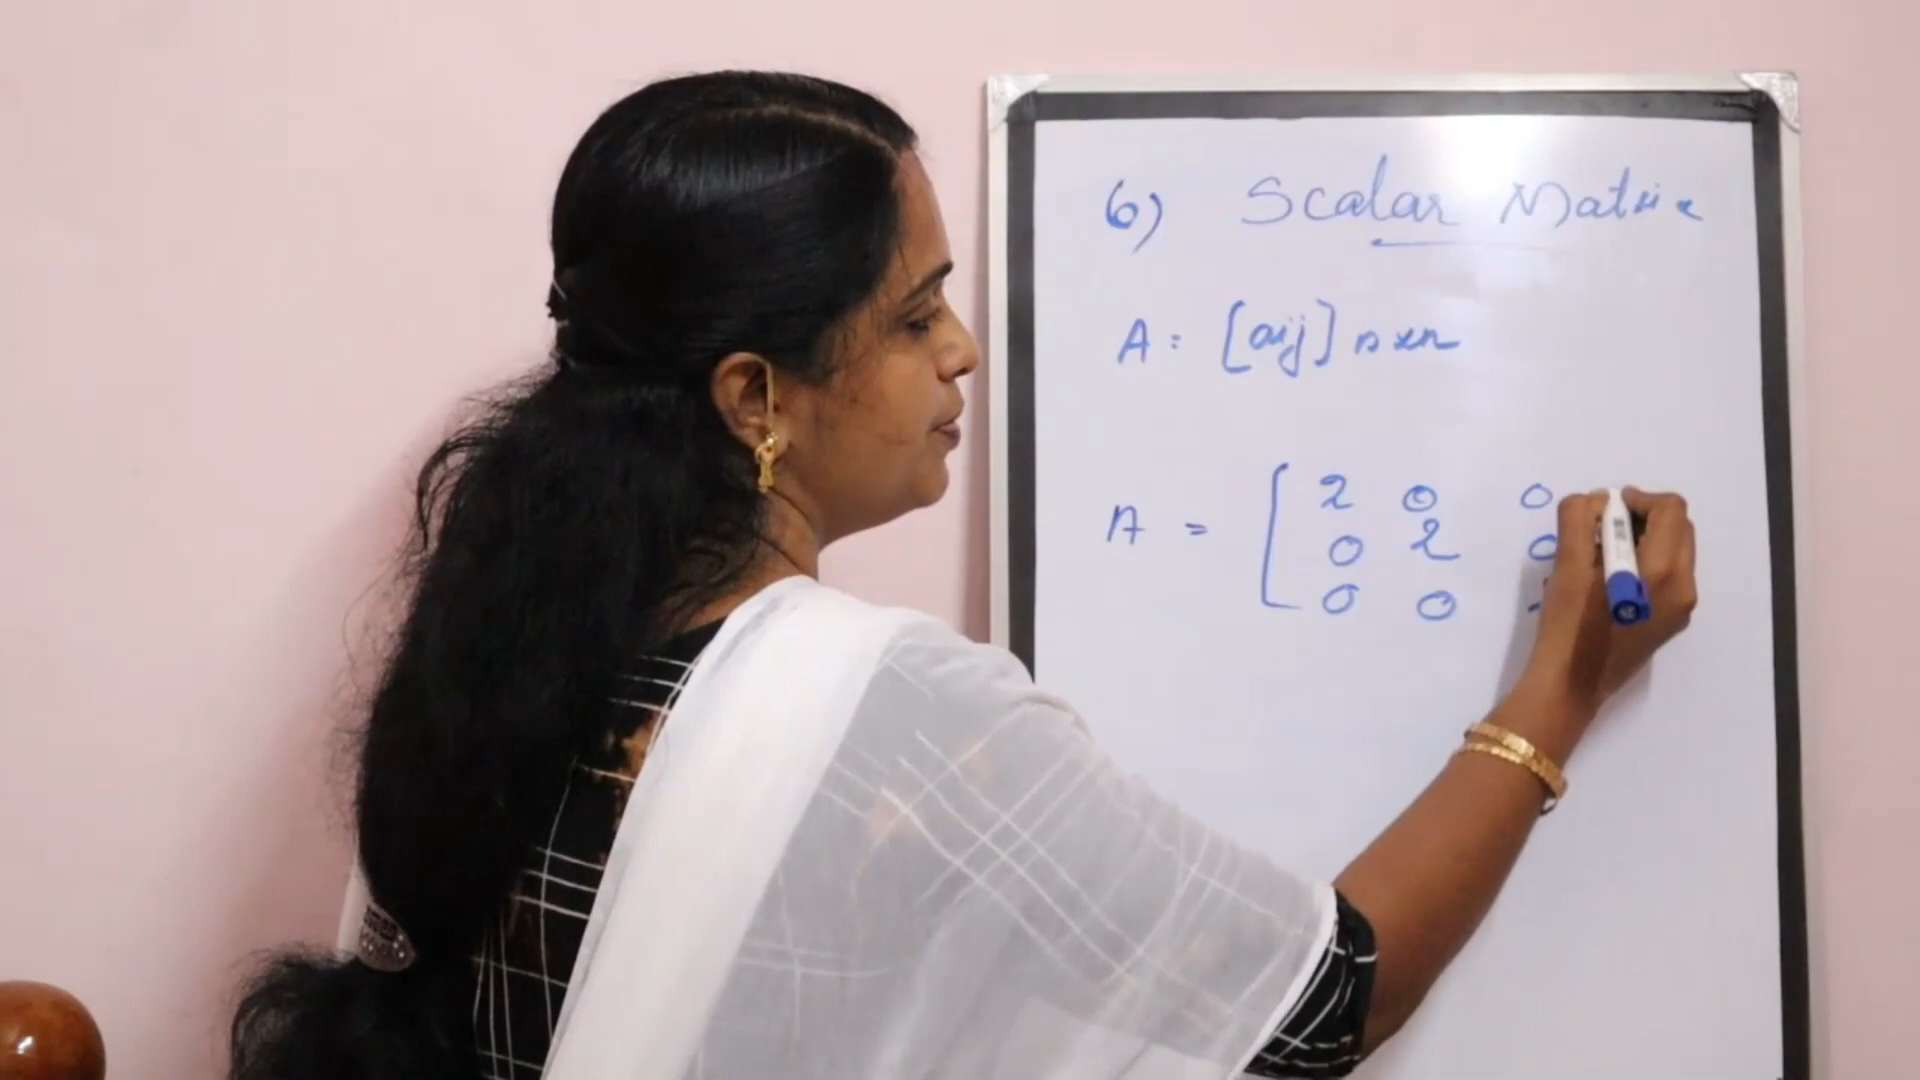 6) Scalar Matrix
A = [aij] n×n
A = [ 2 0 0
0 2 0
0 0